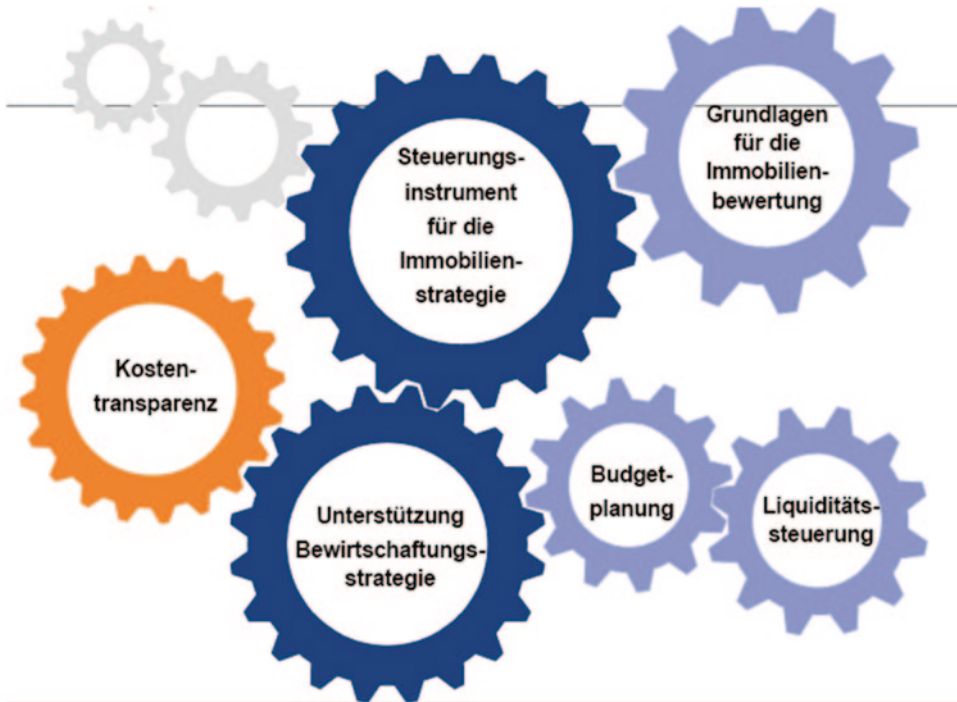 Steuerungs-
instrument
für die
Immobilien-
strategie
Grundlagen
für die
Immobilien-
bewertung
Kosten-
transparenz
Unterstützung
Bewirtschaftungs-
strategie
Budget-
planung
Liquiditäts-
steuerung